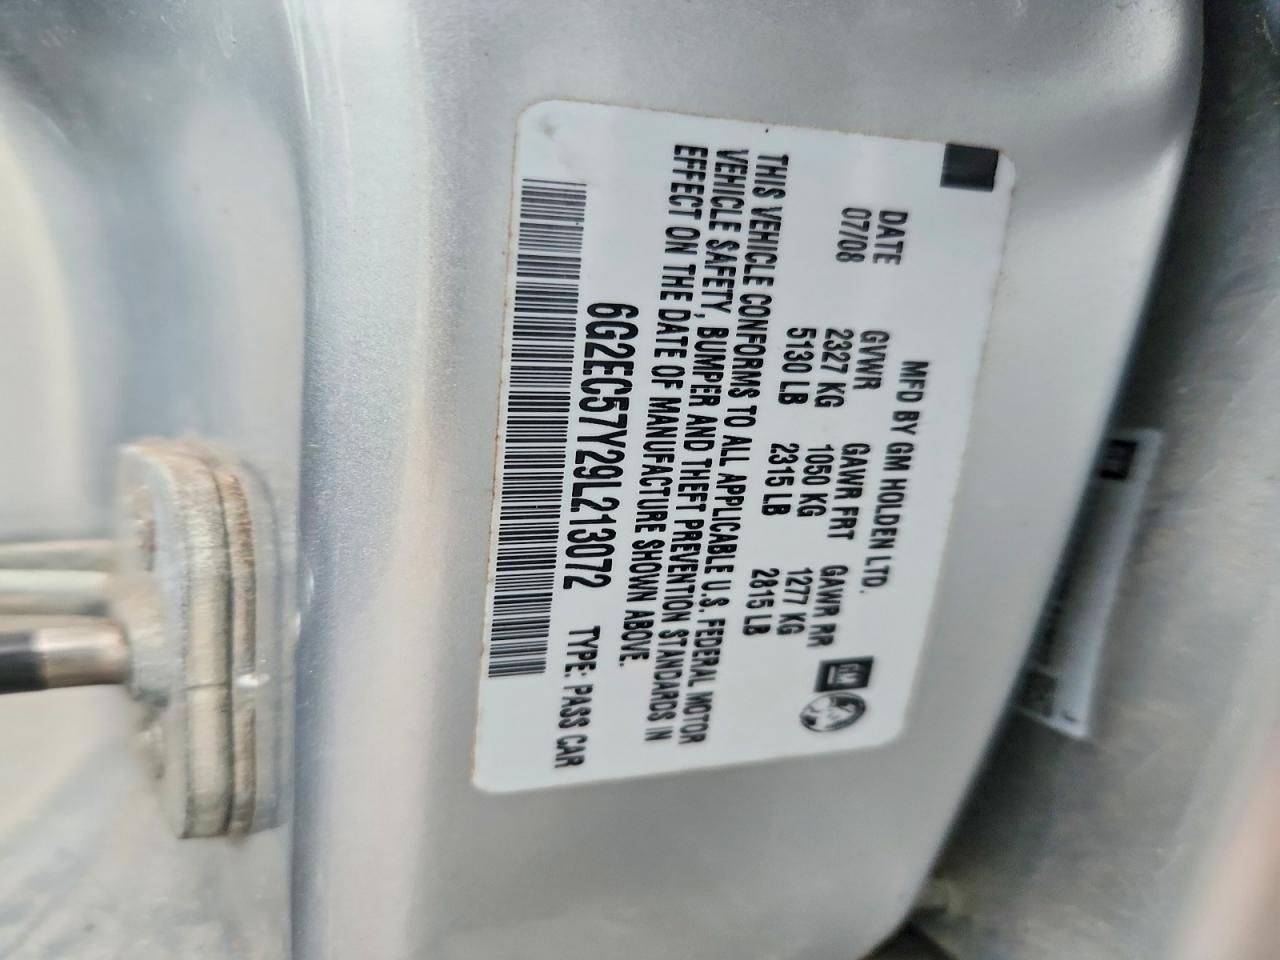 MFD BY GM HOLDEN LTD.
DATE GVWR GAWR FRT GAWR RR
07/08 2327 KG 1050 KG 1277 KG
5130 LB 2315 LB 2815 LB
GM
THIS VEHICLE CONFORMS TO ALL APPLICABLE U.S. FEDERAL MOTOR
VEHICLE SAFETY, BUMPER AND THEFT PREVENTION STANDARDS IN
EFFECT ON THE DATE OF MANUFACTURE SHOWN ABOVE.
6G2EC57Y29L213072 TYPE: PASS CAR